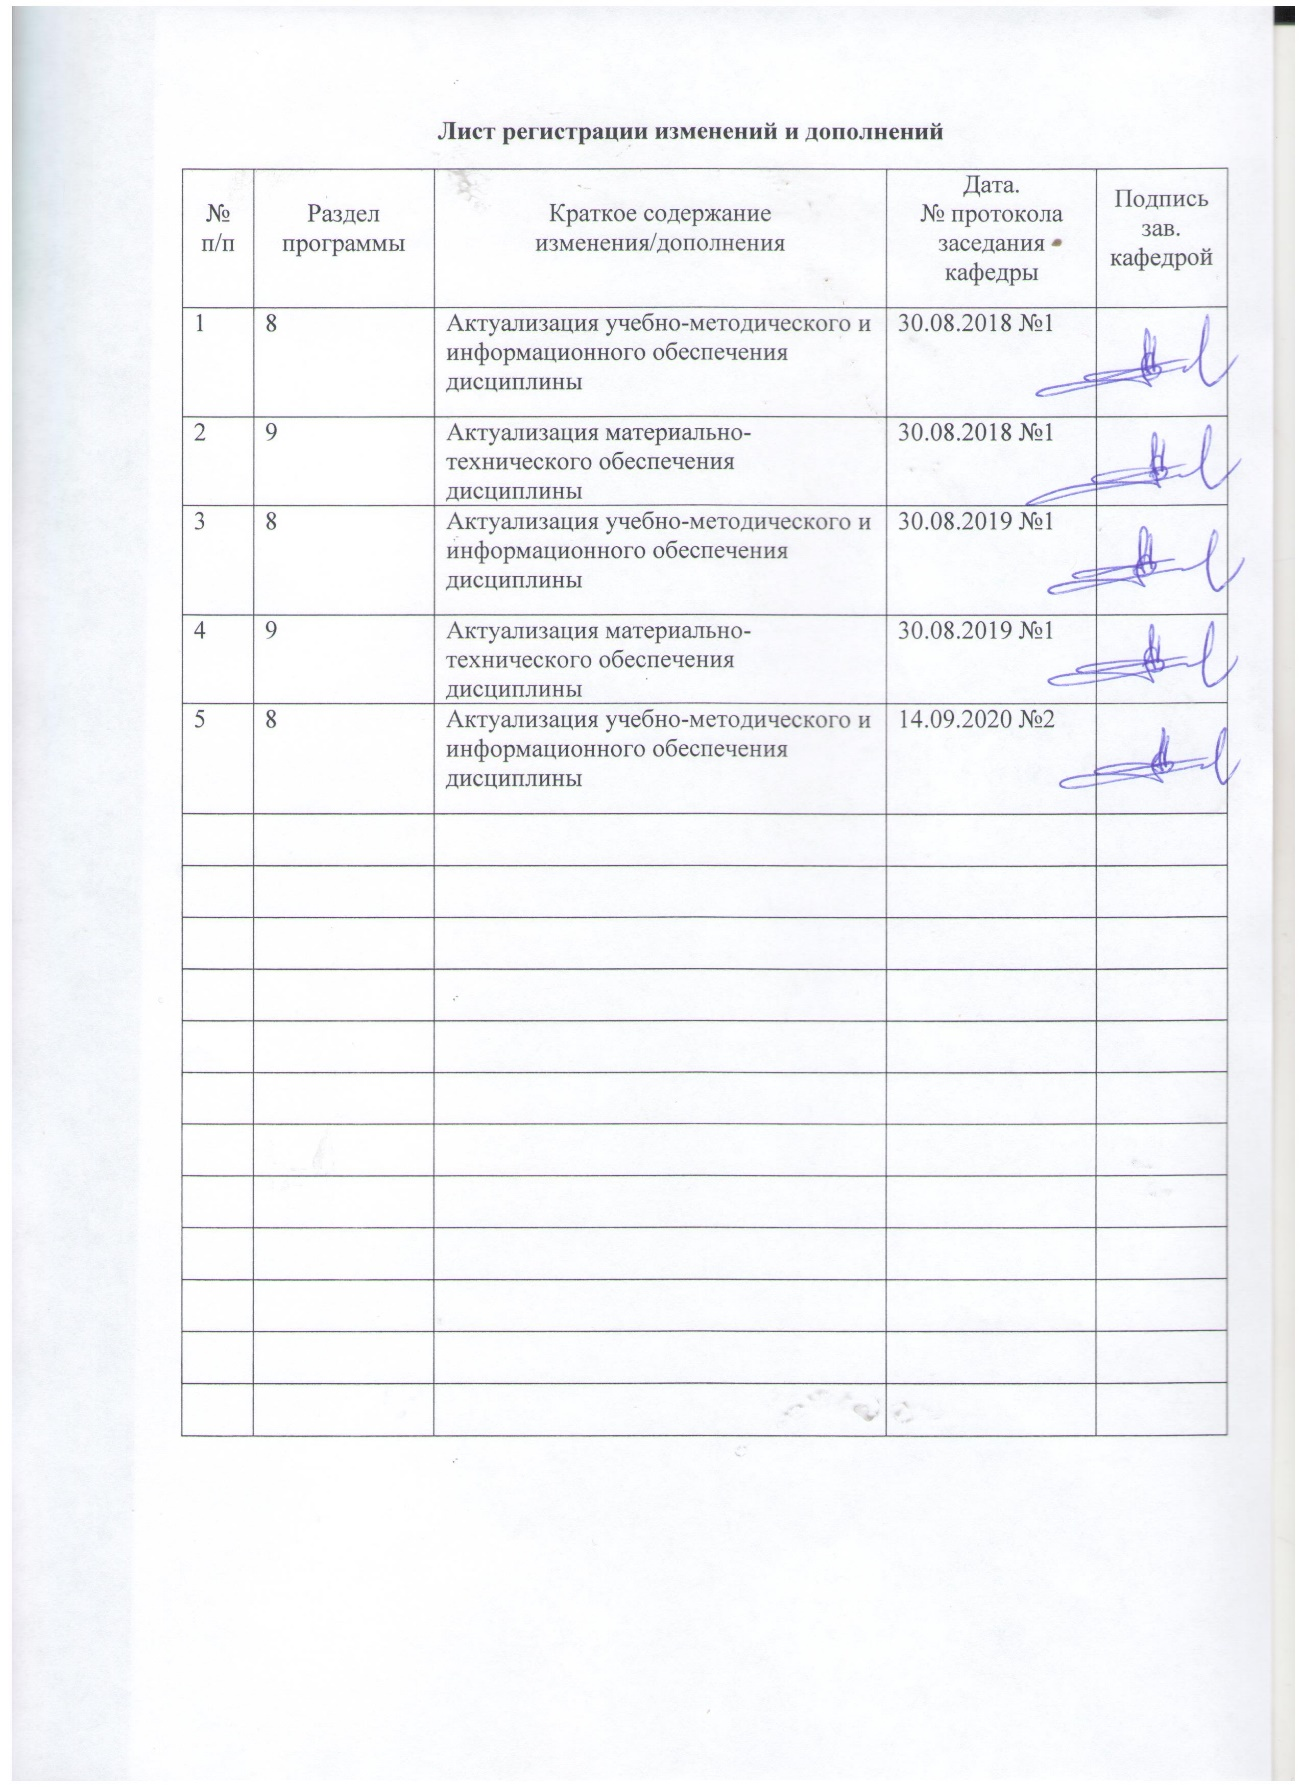 Лист регистрации изменений и дополнений
№
п/п
Раздел
программы
Краткое содержание
изменения/дополнения
Дата.
№ протокола
заседания
кафедры
Подпись
зав.
кафедрой
1
8
Актуализация учебно-методического и
информационного обеспечения
дисциплины
30.08.2018 №1
2
9
Актуализация материально-
технического обеспечения
дисциплины
30.08.2018 №1
3
8
Актуализация учебно-методического и
информационного обеспечения
дисциплины
30.08.2019 №1
4
9
Актуализация материально-
технического обеспечения
дисциплины
30.08.2019 №1
5
8
Актуализация учебно-методического и
информационного обеспечения
дисциплины
14.09.2020 №2